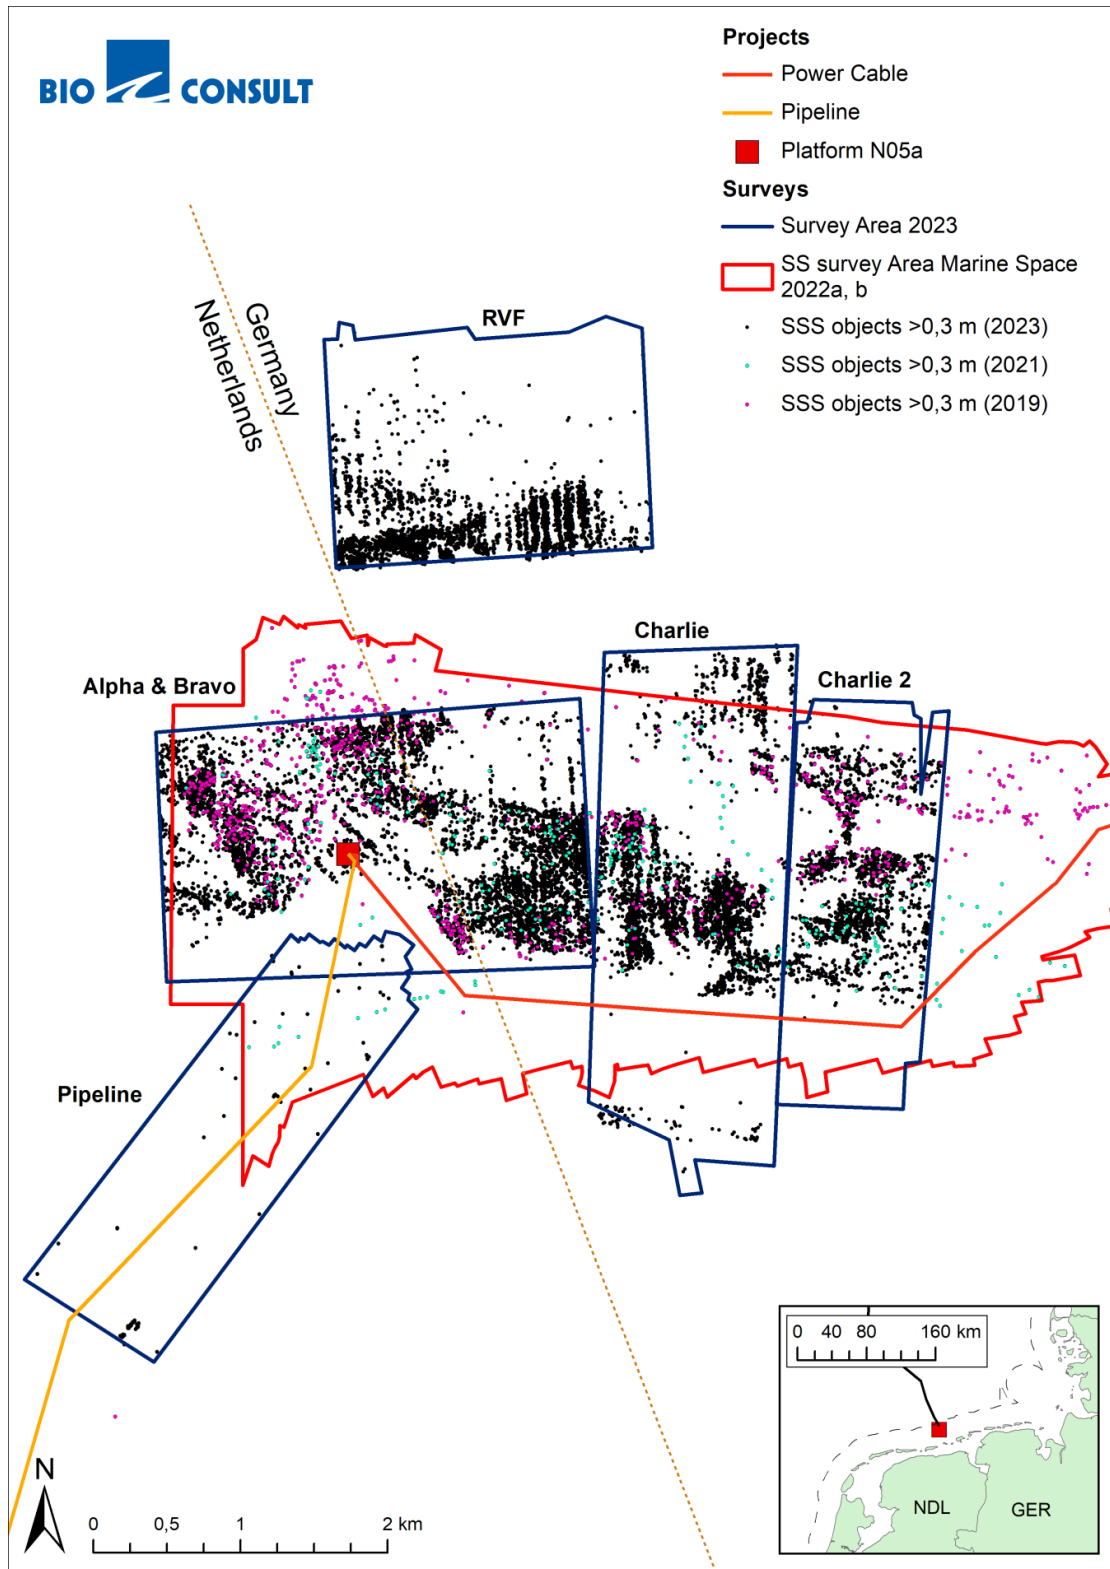 BIO CONSULT
Projects
Power Cable
Pipeline
Platform N05a
Surveys
Survey Area 2023
SS survey Area Marine Space
2022a, b
SSS objects >0,3 m (2023)
SSS objects >0,3 m (2021)
SSS objects >0,3 m (2019)
Germany
Netherlands
RVF
Charlie
Charlie 2
Alpha & Bravo
Pipeline
N
0 0,5 1 2 km
0 40 80 160 km
NDL
GER